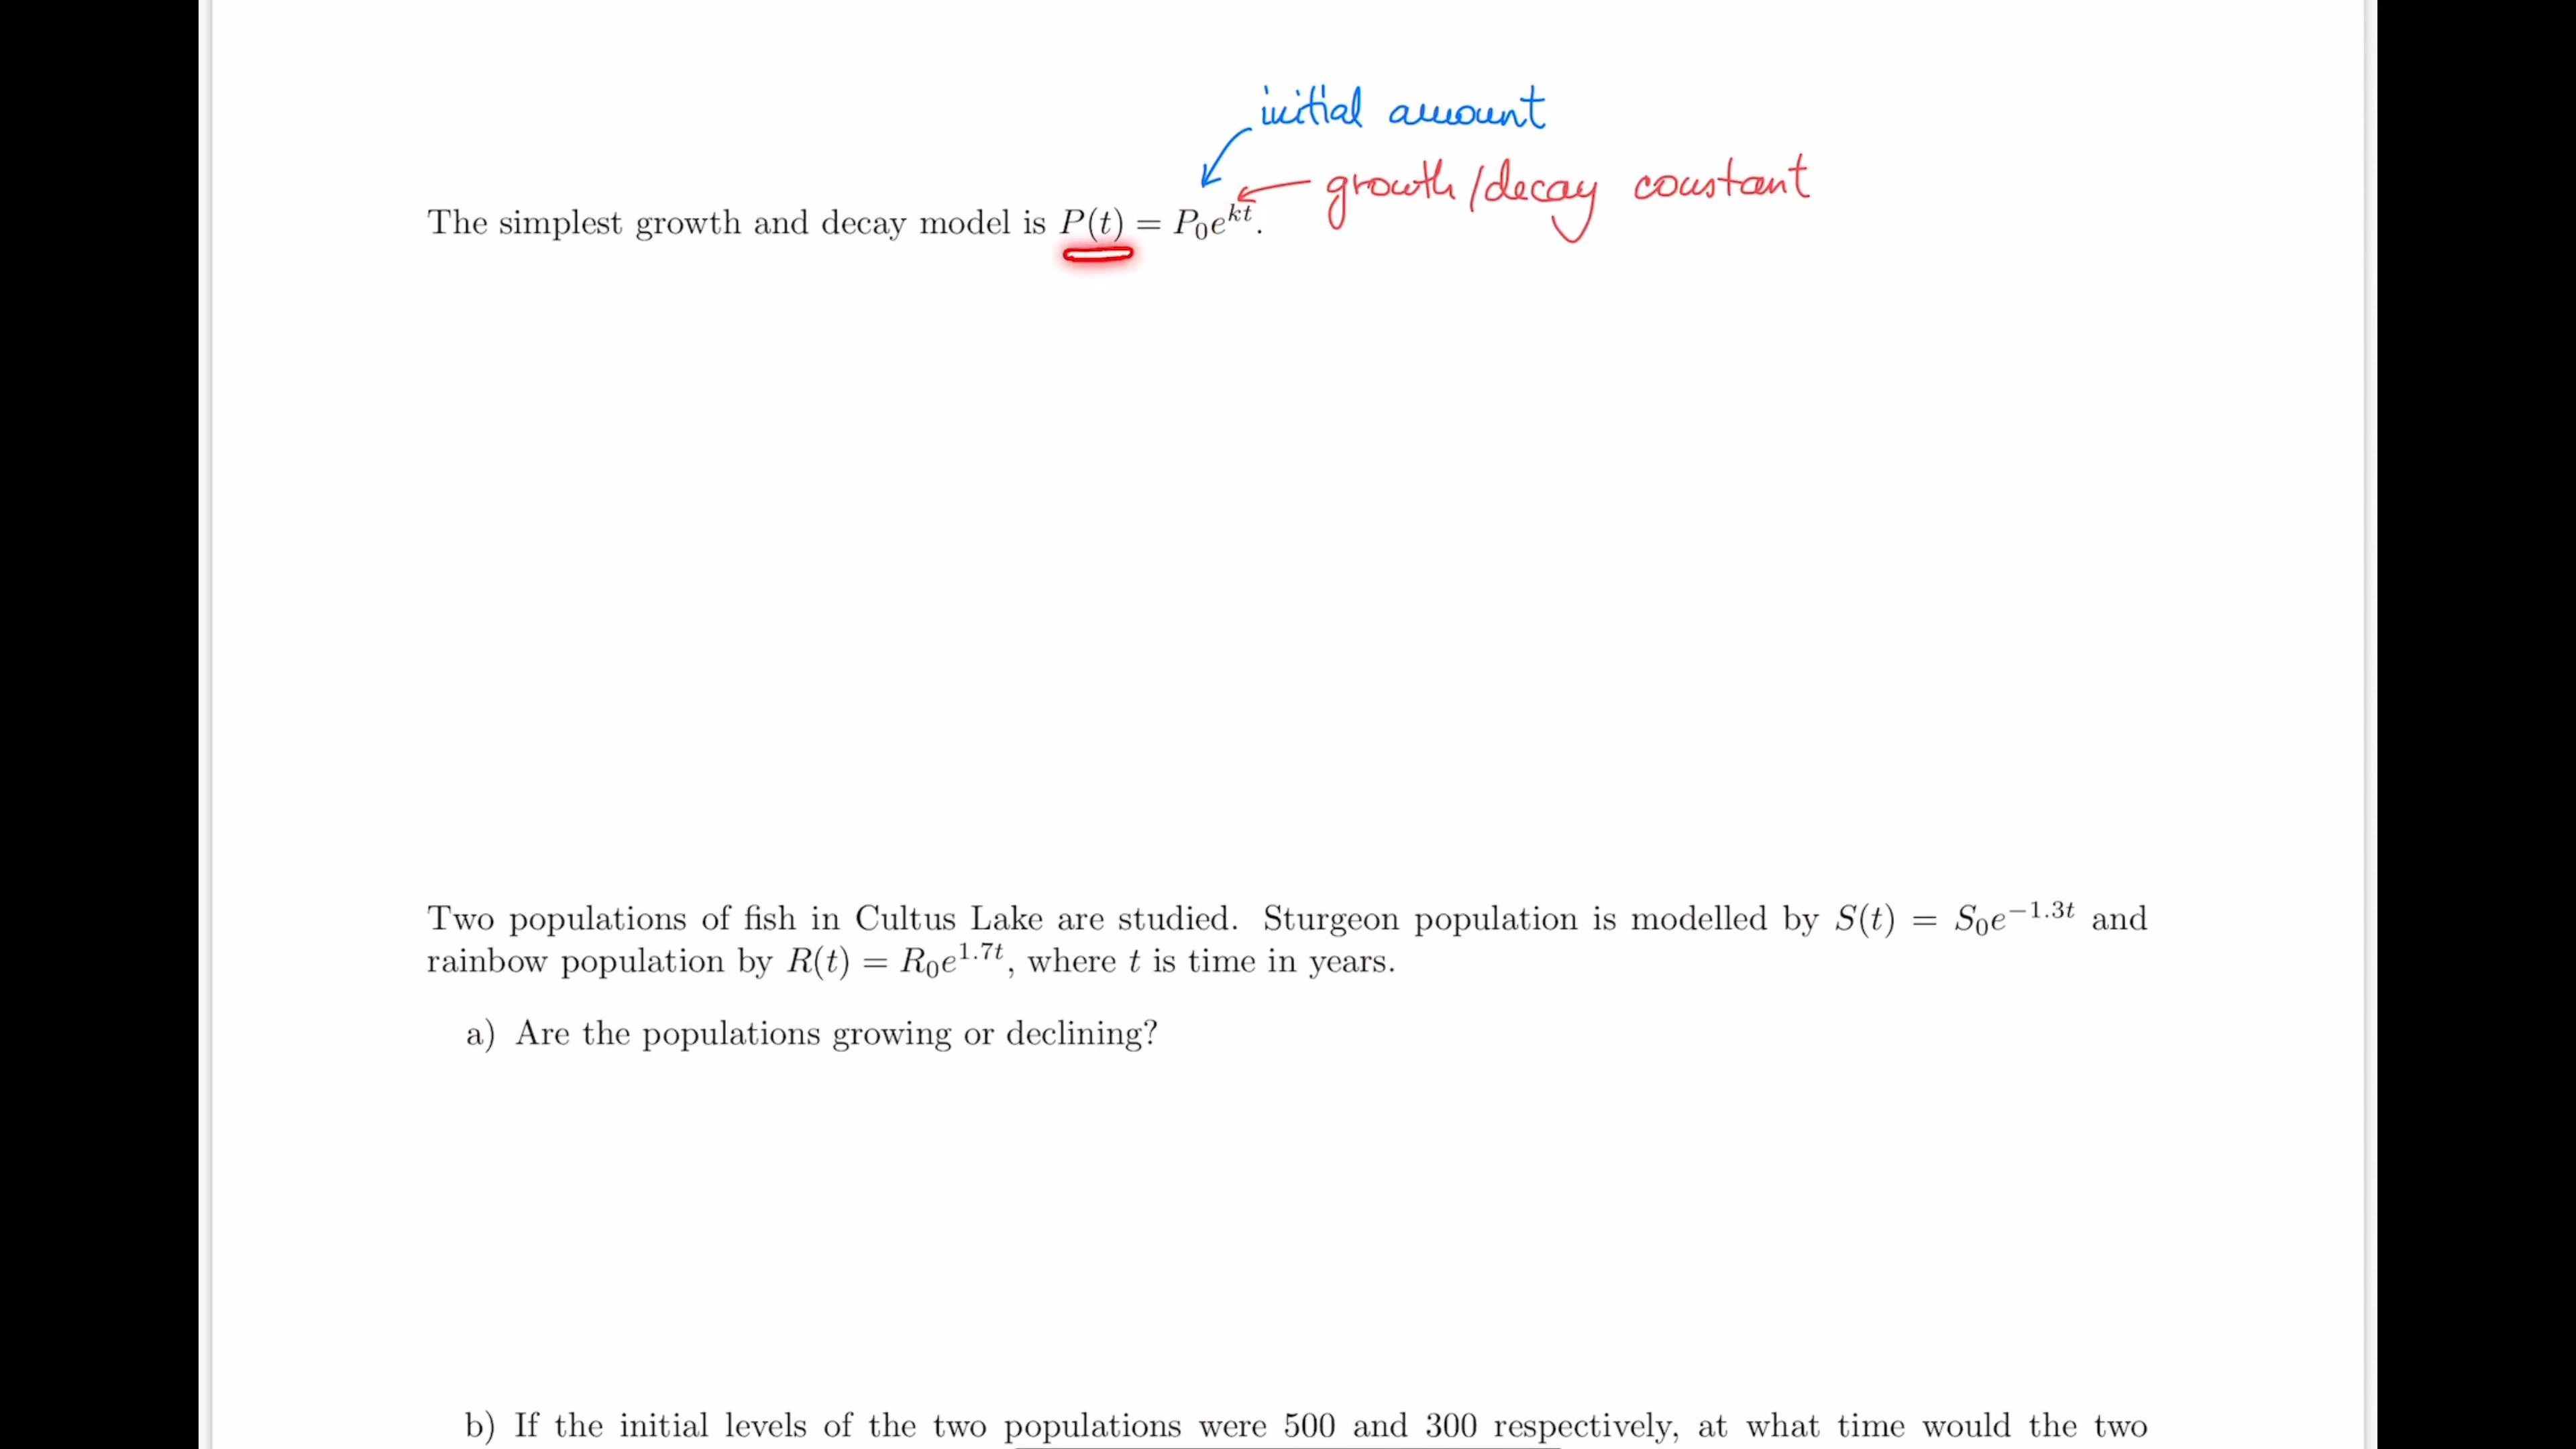 initial amount
growth/decay constant
The simplest growth and decay model is P(t) = P₀e^{kt}.
Two populations of fish in Cultus Lake are studied. Sturgeon population is modelled by S(t) = S₀e^{−1.3t} and
rainbow population by R(t) = R₀e^{1.7t}, where t is time in years.
a) Are the populations growing or declining?
b) If the initial levels of the two populations were 500 and 300 respectively, at what time would the two